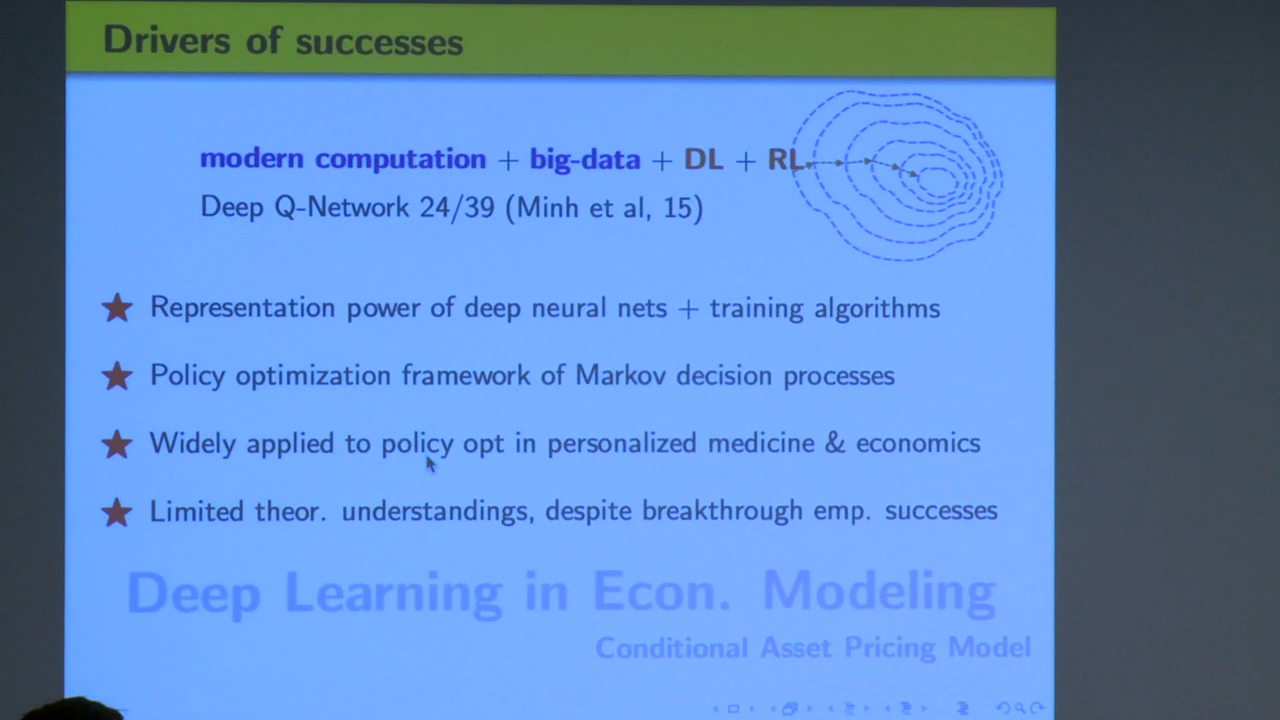 Drivers of successes
modern computation + big-data + DL + RL
Deep Q-Network 24/39 (Minh et al, 15)
★ Representation power of deep neural nets + training algorithms
★ Policy optimization framework of Markov decision processes
★ Widely applied to policy opt in personalized medicine & economics
★ Limited theor. understandings, despite breakthrough emp. successes
Deep Learning in Econ. Modeling
Conditional Asset Pricing Model